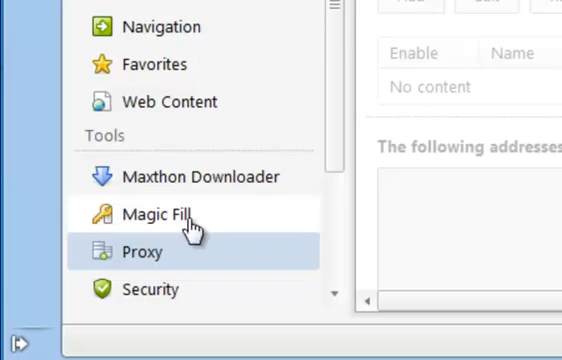 Navigation
Favorites
Web Content
Tools
Maxthon Downloader
Magic Fill
Proxy
Security
Enable
Name
No content
The following addresses